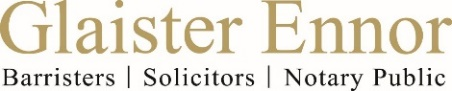 Glaister Ennor
Barristers | Solicitors | Notary Public